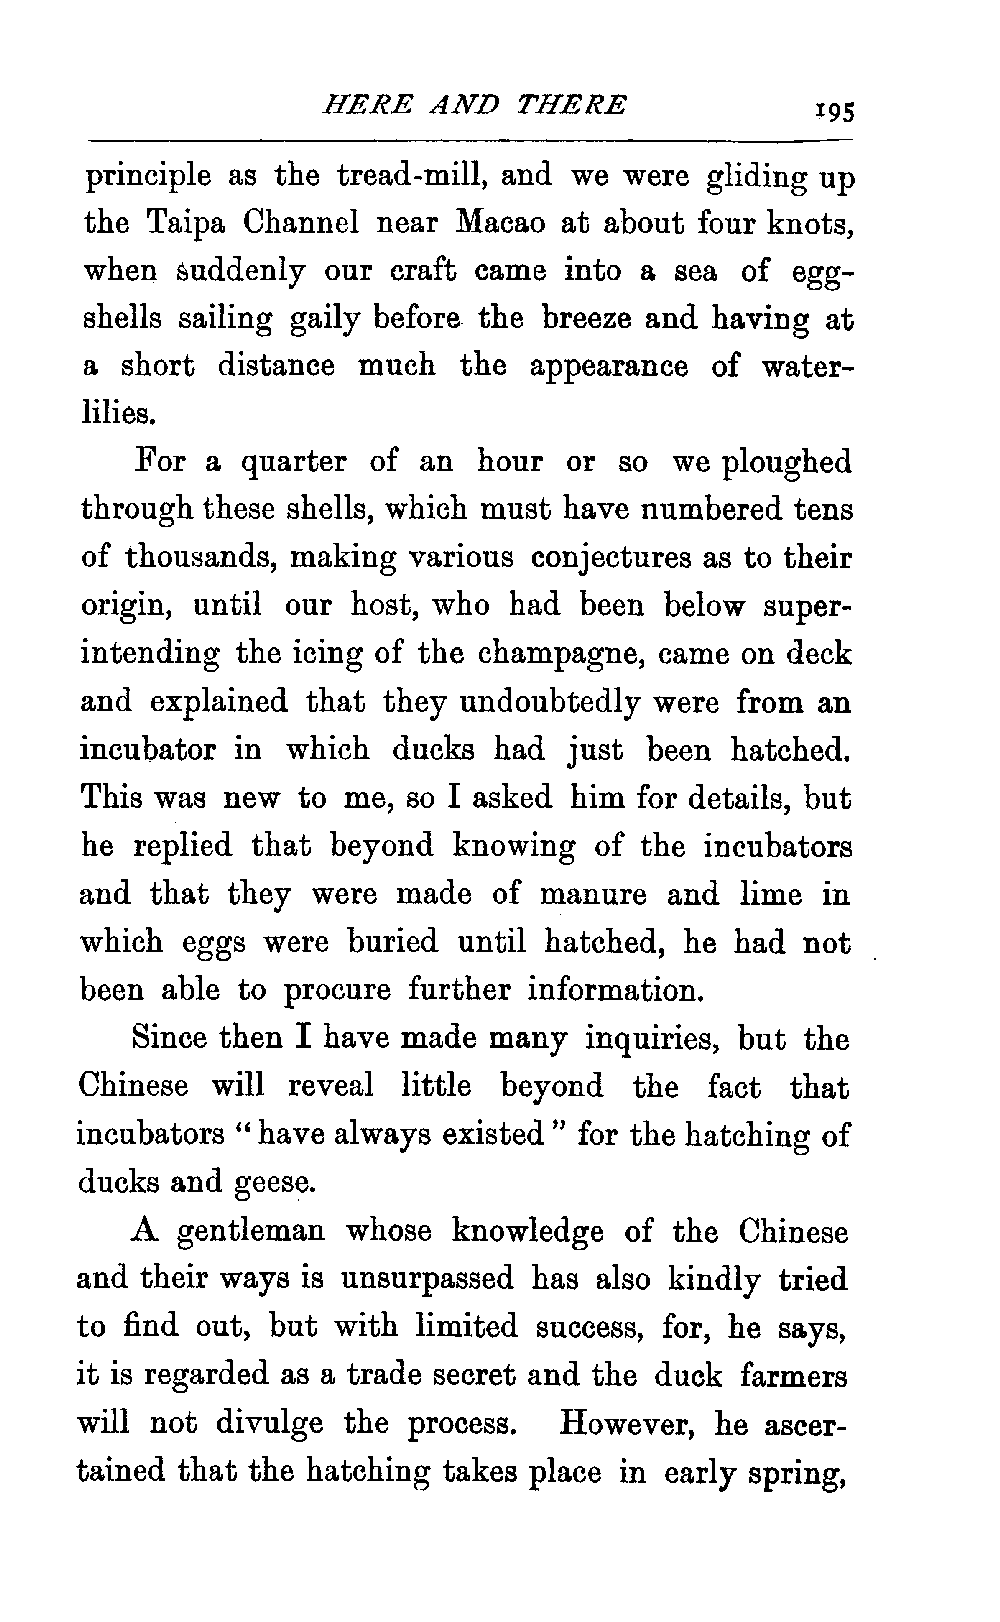 HERE AND THERE 195
principle as the tread-mill, and we were gliding up
the Taipa Channel near Macao at about four knots,
when suddenly our craft came into a sea of egg-
shells sailing gaily before the breeze and having at
a short distance much the appearance of water-
lilies.
For a quarter of an hour or so we ploughed
through these shells, which must have numbered tens
of thousands, making various conjectures as to their
origin, until our host, who had been below super-
intending the icing of the champagne, came on deck
and explained that they undoubtedly were from an
incubator in which ducks had just been hatched.
This was new to me, so I asked him for details, but
he replied that beyond knowing of the incubators
and that they were made of manure and lime in
which eggs were buried until hatched, he had not
been able to procure further information.
Since then I have made many inquiries, but the
Chinese will reveal little beyond the fact that
incubators “have always existed” for the hatching of
ducks and geese.
A gentleman whose knowledge of the Chinese
and their ways is unsurpassed has also kindly tried
to find out, but with limited success, for, he says,
it is regarded as a trade secret and the duck farmers
will not divulge the process. However, he ascer-
tained that the hatching takes place in early spring,